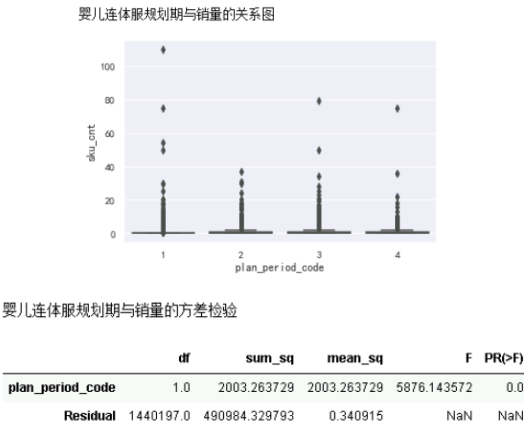 婴儿连体服规划期与销量的关系图
100
80
60
40
20
0
sku_cnt
1 2 3 4
plan_period_code
婴儿连体服规划期与销量的方差检验
df sum_sq mean_sq F PR(>F)
plan_period_code 1.0 2003.263729 2003.263729 5876.143572 0.0
Residual 1440197.0 490984.329793 0.340915 NaN NaN